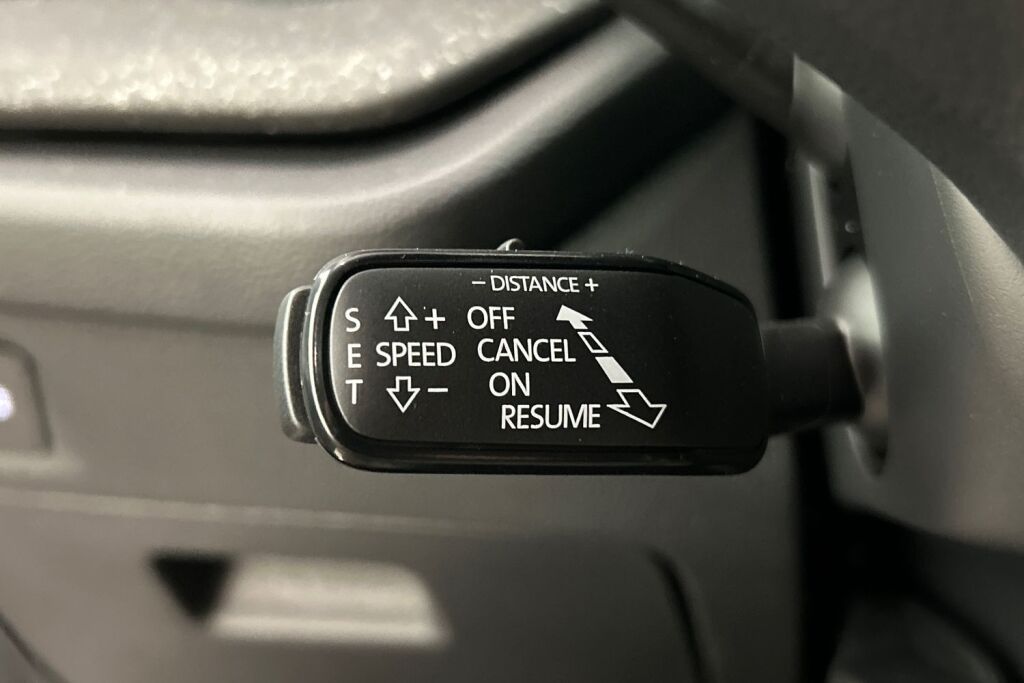 - DISTANCE +
S + OFF
E SPEED CANCEL
T - ON
RESUME